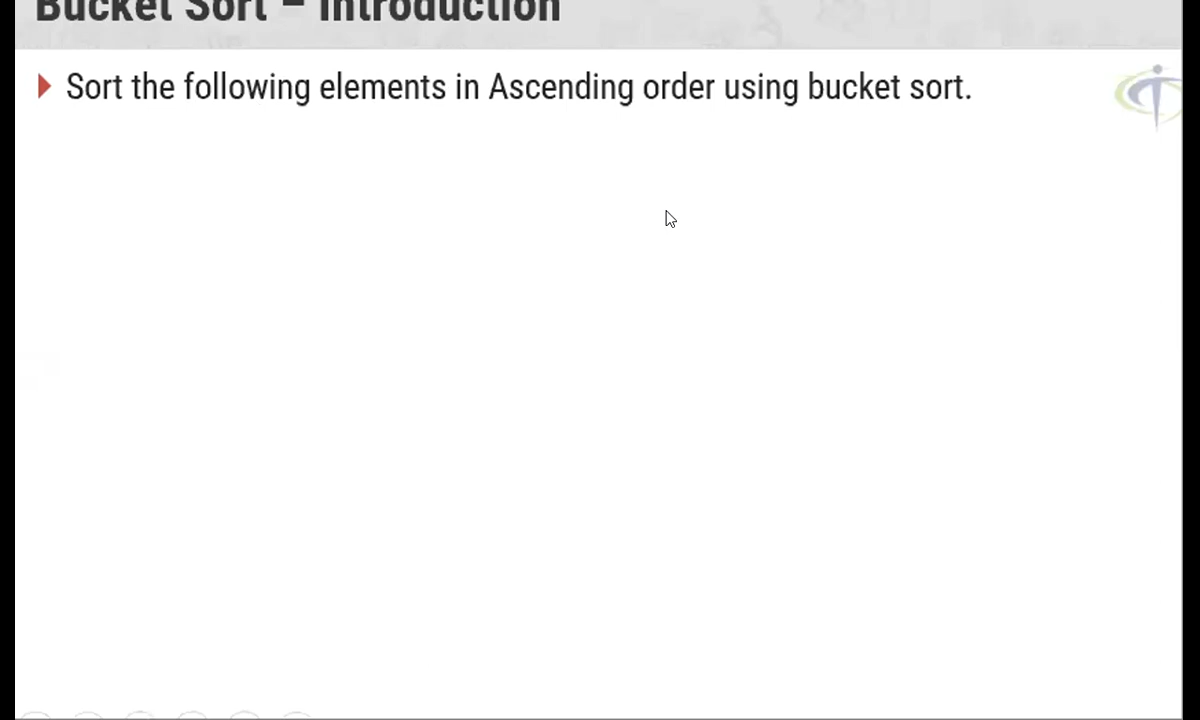 Bucket Sort – Introduction
Sort the following elements in Ascending order using bucket sort.